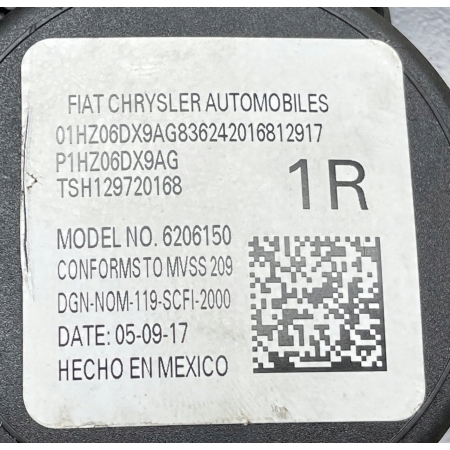 FIAT CHRYSLER AUTOMOBILES
01HZ06DX9AG836242016812917
P1HZ06DX9AG
TSH129720168
1R
MODEL NO. 6206150
CONFORMS TO MVSS 209
DGN-NOM-119-SCFI-2000
DATE: 05-09-17
HECHO EN MEXICO